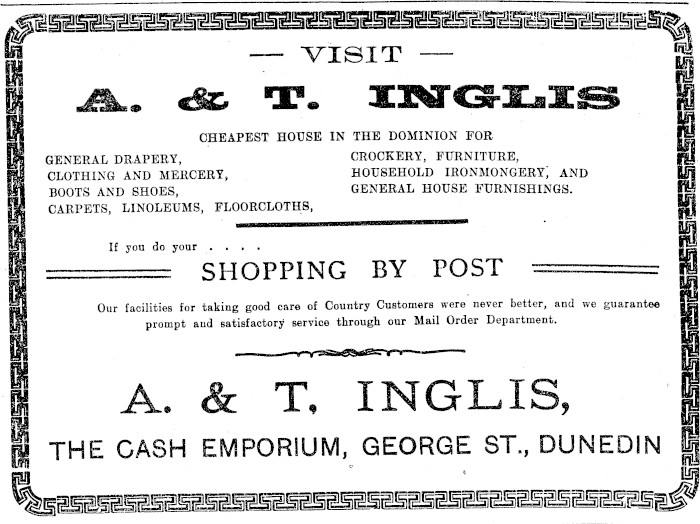 — VISIT —
A. & T. INGLIS
CHEAPEST HOUSE IN THE DOMINION FOR
GENERAL DRAPERY,
CLOTHING AND MERCERY,
BOOTS AND SHOES,
CARPETS, LINOLEUMS, FLOORCLOTHS,
CROCKERY, FURNITURE,
HOUSEHOLD IRONMONGERY, AND
GENERAL HOUSE FURNISHINGS.
If you do your . . . .
SHOPPING BY POST
Our facilities for taking good care of Country Customers were never better, and we guarantee
prompt and satisfactory service through our Mail Order Department.
A. & T. INGLIS,
THE CASH EMPORIUM, GEORGE ST., DUNEDIN